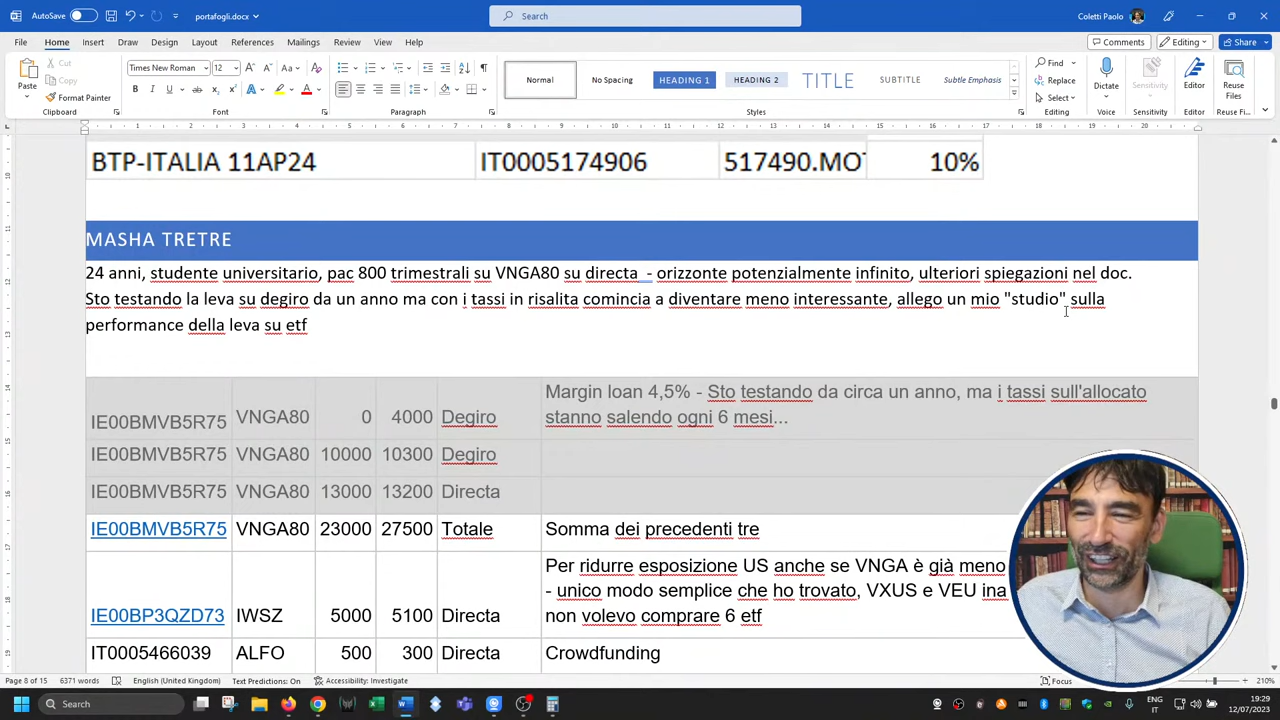 AutoSave
portafogli.docx
Search
Coletti Paolo
File Home Insert Draw Design Layout References Mailings Review View Help
Comments Editing Share
Paste
Cut
Copy
Format Painter
Times New Roman 12
Normal
No Spacing
HEADING 1
HEADING 2
TITLE
SUBTITLE
Subtle Emphasis
Find
Replace
Select
Dictate
Sensitivity
Editor
Reuse Files
Clipboard Font Paragraph Styles Editing Voice Sensitivity Editor Reuse Files
BTP-ITALIA 11AP24 IT0005174906 517490.MOT 10%
MASHA TRETRE
24 anni, studente universitario, pac 800 trimestrali su VNGA80 su directa - orizzonte potenzialmente infinito, ulteriori spiegazioni nel doc.
Sto testando la leva su degiro da un anno ma con i tassi in risalita comincia a diventare meno interessante, allego un mio "studio" sulla
performance della leva su etf
Margin loan 4,5% - Sto testando da circa un anno, ma i tassi sull'allocato
IE00BMVB5R75 VNGA80 0 4000 Degiro stanno salendo ogni 6 mesi...
IE00BMVB5R75 VNGA80 10000 10300 Degiro
IE00BMVB5R75 VNGA80 13000 13200 Directa
IE00BMVB5R75 VNGA80 23000 27500 Totale Somma dei precedenti tre
Per ridurre esposizione US anche se VNGA è già meno
- unico modo semplice che ho trovato, VXUS e VEU ina
IE00BP3QZD73 IWSZ 5000 5100 Directa non volevo comprare 6 etf
IT0005466039 ALFO 500 300 Directa Crowdfunding
Page 8 of 15 6371 words English (United Kingdom) Text Predictions: On Accessibility: Investigate Focus 210%
Search
ENG
IT
19:29
12/07/2023